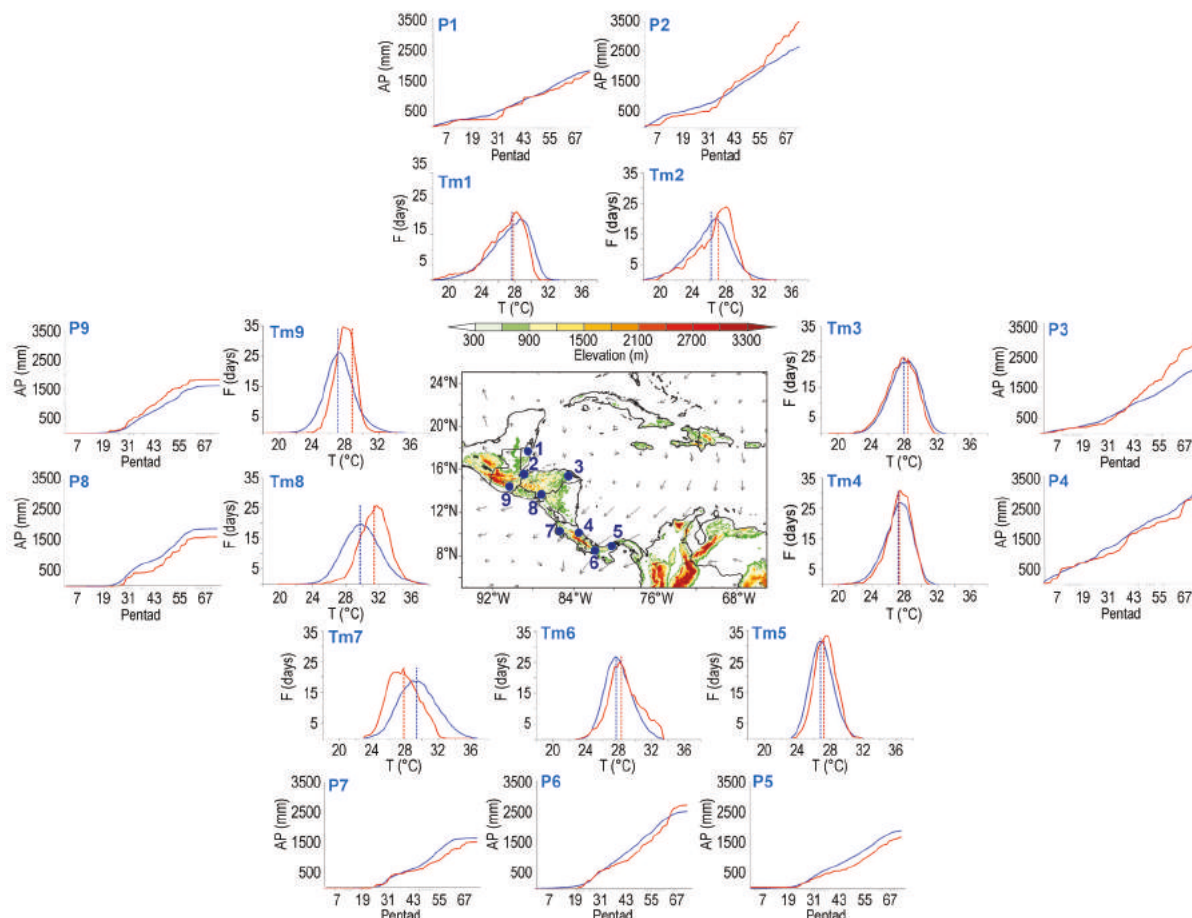 P1
3500
2500
1500
500
AP (mm)
7 19 31 43 55 67
Pentad
P2
3500
2500
1500
500
AP (mm)
7 19 31 43 55 67
Pentad
Tm1
35
25
15
5
F (days)
20 24 28 32 36
T (°C)
Tm2
35
25
15
5
F (days)
20 24 28 32 36
T (°C)
P9
3500
2500
1500
500
AP (mm)
7 19 31 43 55 67
Tm9
35
25
15
5
F (days)
20 24 28 32 36
T (°C)
300 900 1500 2100 2700 3300
Elevation (m)
24°N
20°N
16°N
12°N
8°N
92°W 84°W 76°W 68°W
1
2
3
9
8
7
4
5
6
Tm3
35
25
15
5
F (days)
20 24 28 32 36
T (°C)
P3
3500
2500
1500
500
AP (mm)
7 19 31 43 55 67
P8
3500
2500
1500
500
AP (mm)
7 19 31 43 55 67
Pentad
Tm8
35
25
15
5
F (days)
20 24 28 32 36
T (°C)
Tm4
35
25
15
5
F (days)
20 24 28 32 36
T (°C)
P4
3500
2500
1500
500
AP (mm)
7 19 31 43 55 67
Pentad
Tm7
35
25
15
5
F (days)
20 24 28 32 36
T (°C)
Tm6
35
25
15
5
F (days)
20 24 28 32 36
T (°C)
Tm5
35
25
15
5
F (days)
20 24 28 32 36
T (°C)
P7
3500
2500
1500
500
AP (mm)
7 19 31 43 55 67
Pentad
P6
3500
2500
1500
500
AP (mm)
7 19 31 43 55 67
Pentad
P5
3500
2500
1500
500
AP (mm)
7 19 31 43 55 67
Pentad